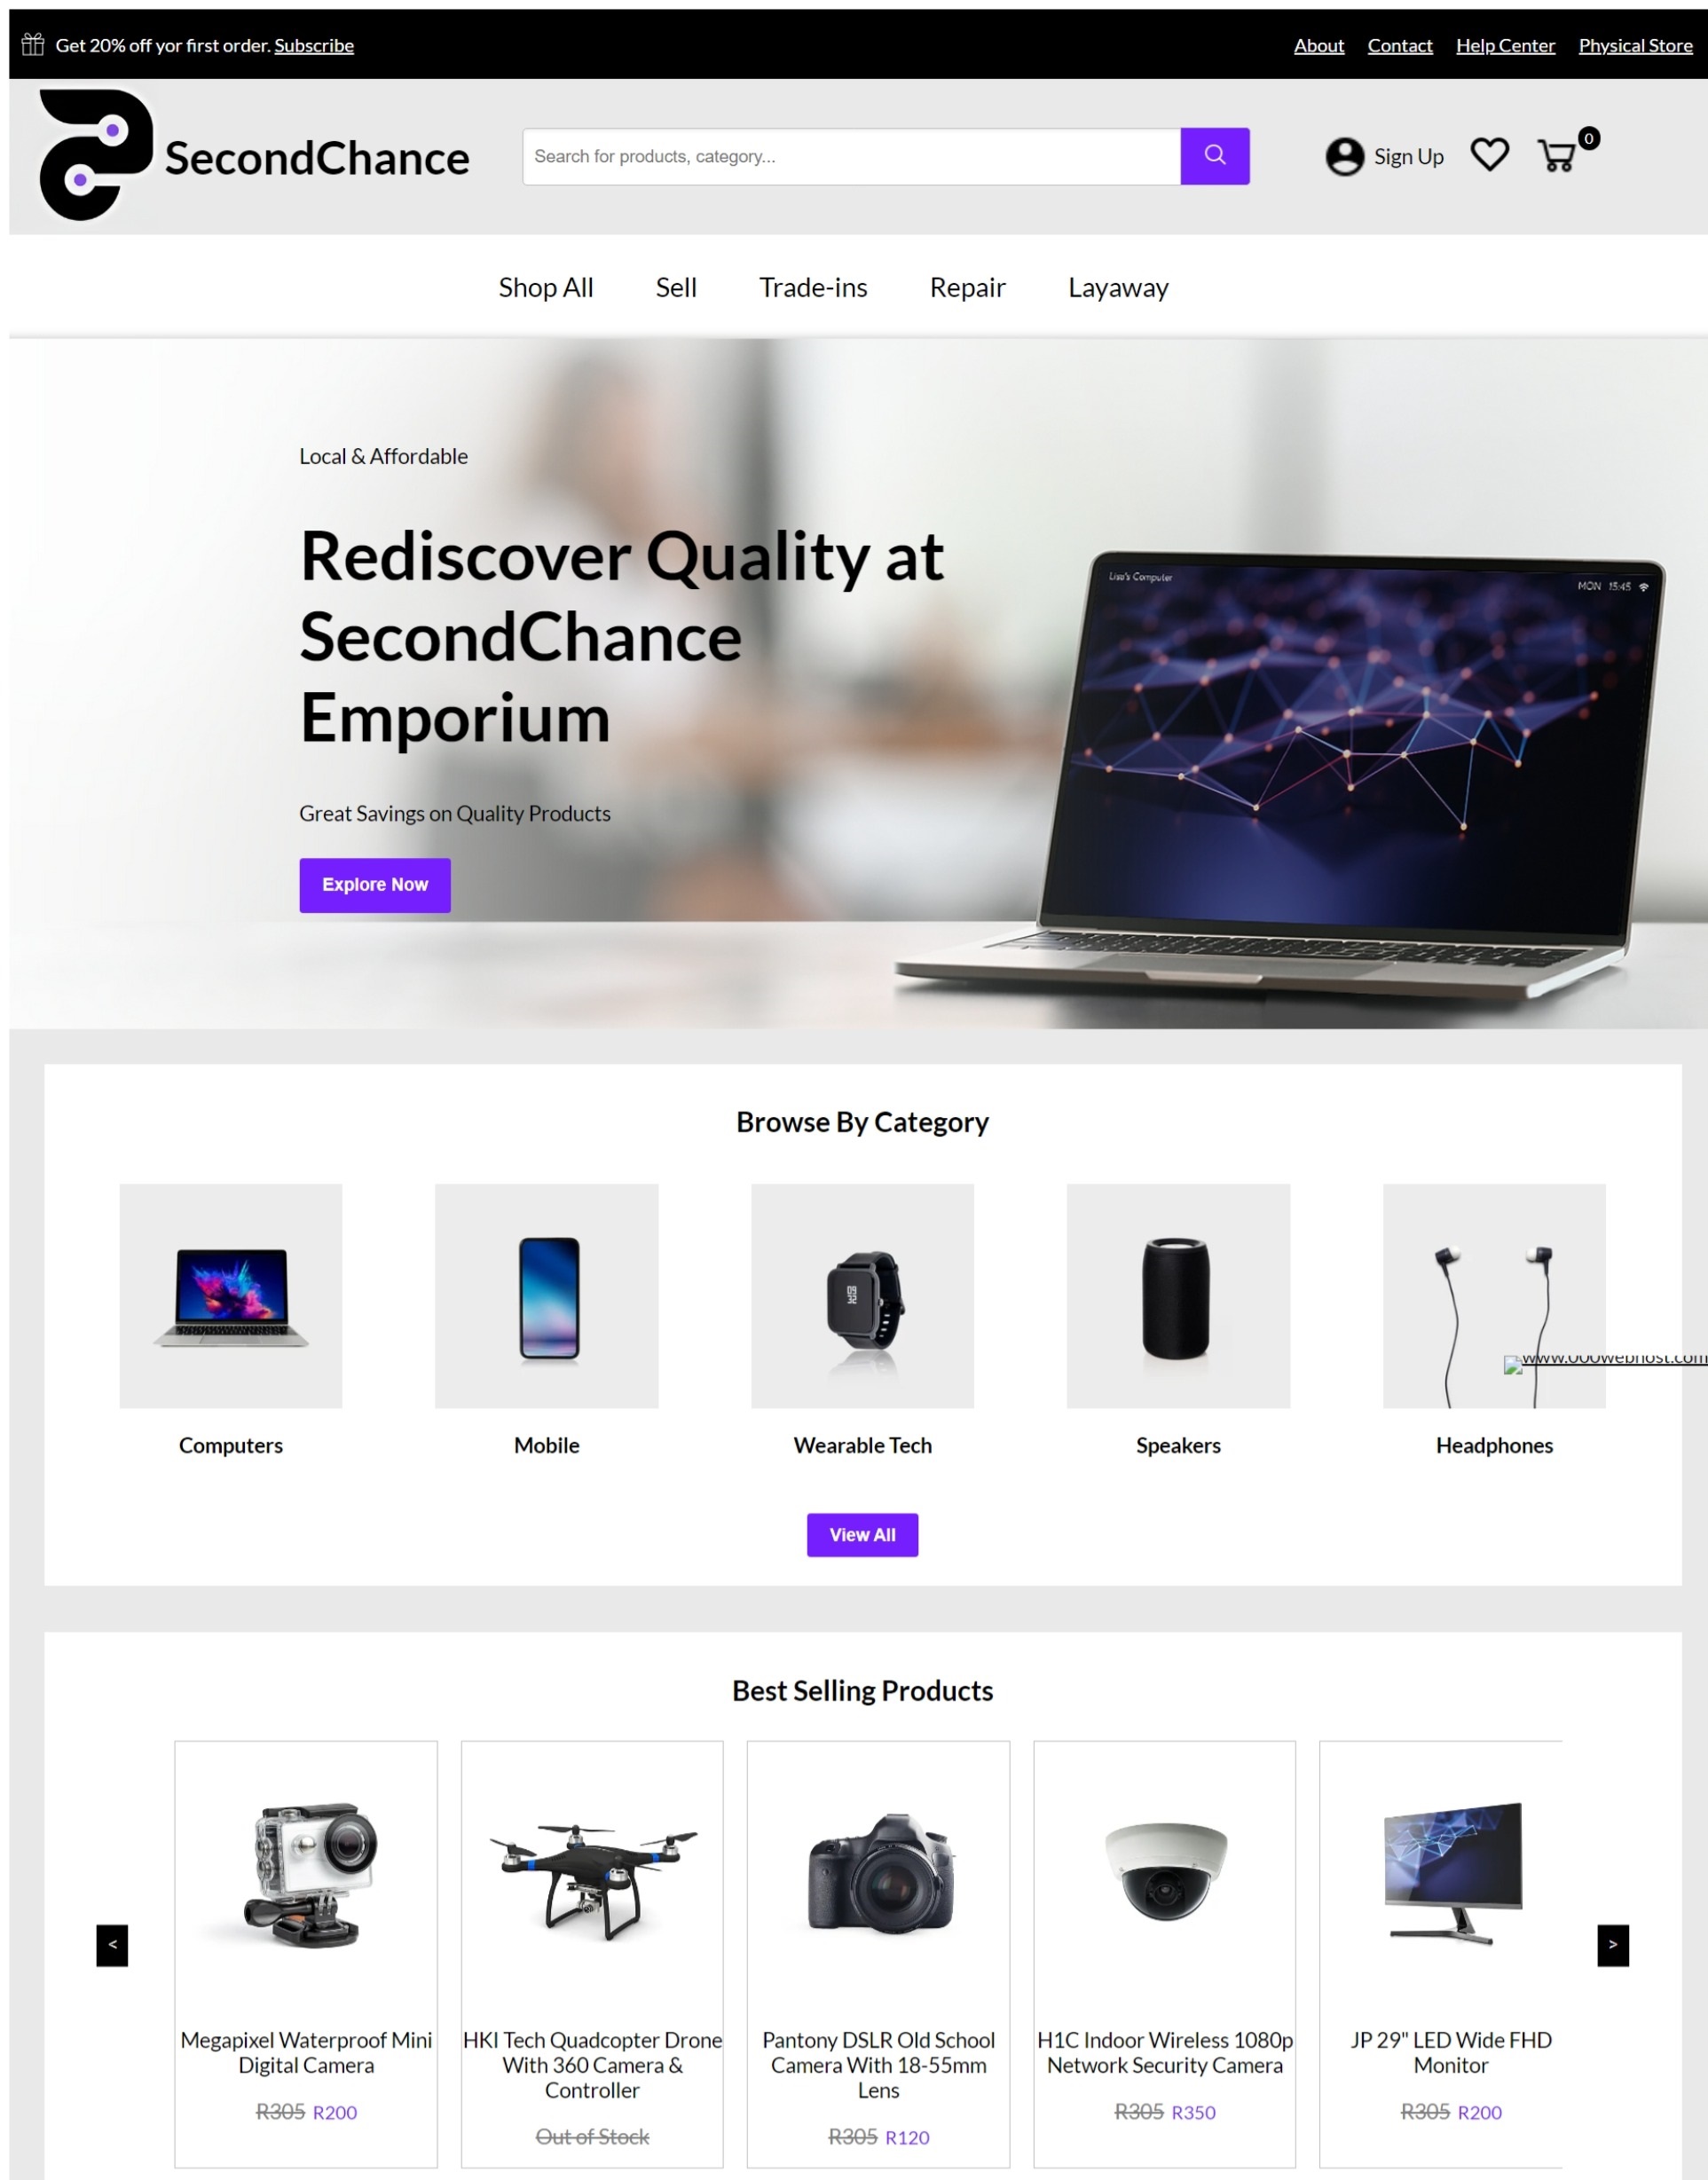 Get 20% off yor first order. Subscribe
About Contact Help Center Physical Store
SecondChance
Search for products, category...
Sign Up
0
Shop All Sell Trade-ins Repair Layaway
Local & Affordable
Rediscover Quality at
SecondChance
Emporium
Great Savings on Quality Products
Explore Now
Lisa's Computer
MON 15:45
Browse By Category
www.000webhost.com
Computers
Mobile
Wearable Tech
Speakers
Headphones
View All
Best Selling Products
<
>
Megapixel Waterproof Mini
Digital Camera
R305 R200
HKI Tech Quadcopter Drone
With 360 Camera &
Controller
Out of Stock
Pantony DSLR Old School
Camera With 18-55mm
Lens
R305 R120
H1C Indoor Wireless 1080p
Network Security Camera
R305 R350
JP 29" LED Wide FHD
Monitor
R305 R200